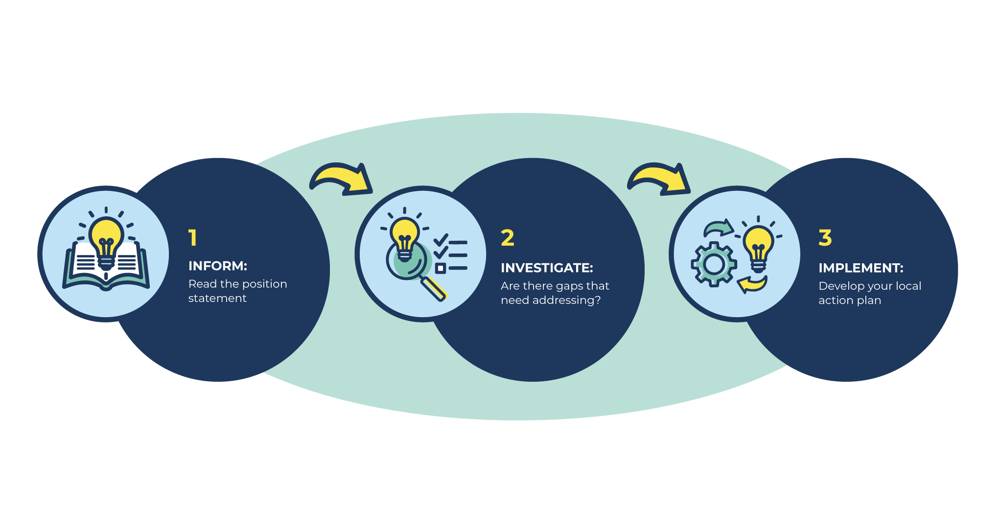 1
INFORM:
Read the position
statement
2
INVESTIGATE:
Are there gaps that
need addressing?
3
IMPLEMENT:
Develop your local
action plan